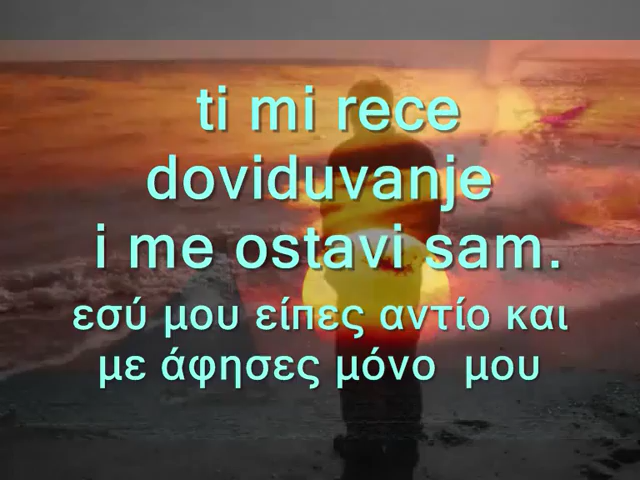 ti mi rece
doviduvanje
i me ostavi sam.
εσύ μου είπες αντίο και
με άφησες μόνο μου